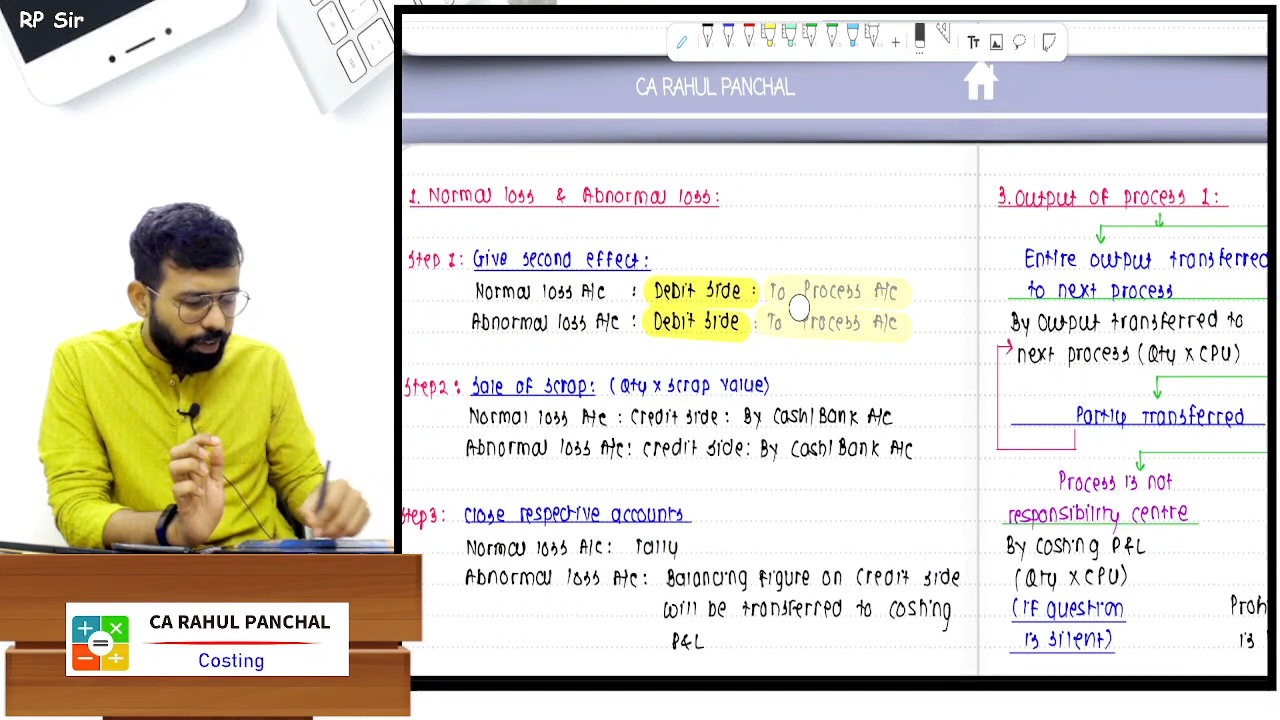 RP Sir
CA RAHUL PANCHAL
1. Normal loss & Abnormal loss:
Step 1: Give second effect:
Normal loss A/c : Debit side : To Process A/c
Abnormal loss A/c : Debit side : To Process A/c
Step2 : Sale of scrap: (Qty x scrap value)
Normal loss A/c : Credit side : By Cash/Bank A/c
Abnormal loss A/c : Credit side : By Cash/Bank A/c
Step3 : Close respective accounts
Normal loss A/c : Tally
Abnormal loss A/c : Balancing figure on credit side
will be transferred to costing
P&L
3. Output of process 1:
Entire output transferred
to next process
By Output transferred to
next process (Qty x CPU)
Partly transferred
Process is not
responsibility centre
By Costing P&L
(Qty x CPU)
(If question
is silent)
is
CA RAHUL PANCHAL
Costing